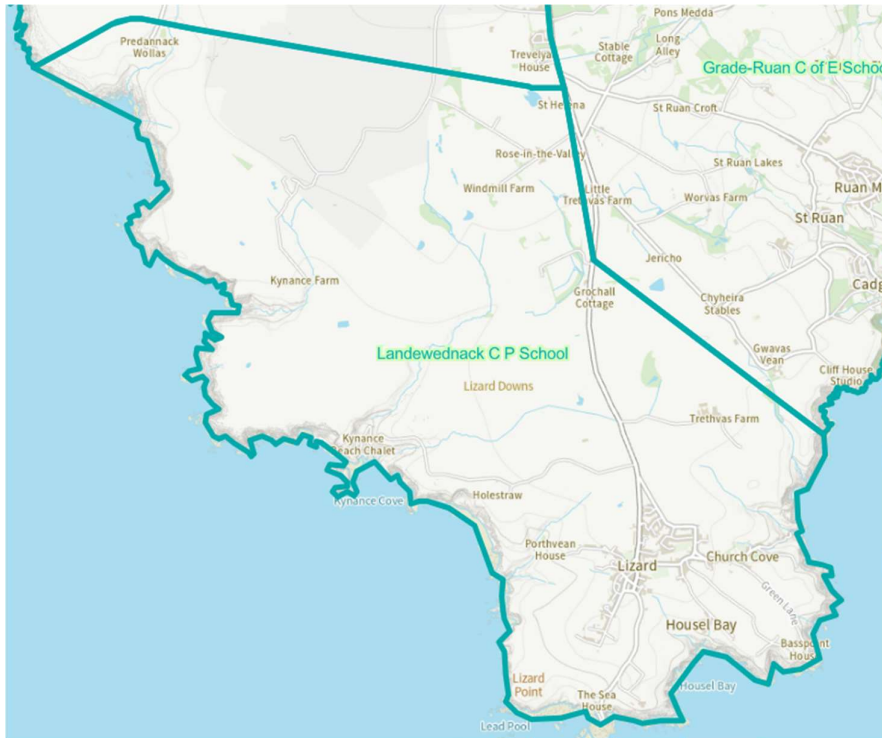 Pons Medda
Predannack
Wollas
Trevelya
House
Stable
Cottage
Long
Alley
Grade-Ruan C of E
Schoo
St Helena
St Ruan Croft
Rose-in-the-Valley
St Ruan Lakes
Windmill Farm
Little
Trethvas Farm
Worvas Farm
Ruan M
St Ruan
Jericho
Kynance Farm
Grochall
Cottage
Chyheira
Stables
Cadg
Gwavas
Vean
Landewednack C P School
Cliff House
Studio
Lizard Downs
Trethvas Farm
Kynance
Beach Chalet
Kynance Cove
Holestraw
Porthvean
House
Church Cove
Lizard
Green Lane
Housel Bay
Basspoint
House
Lizard
Point
The Sea
House
Housel Bay
Lead Pool